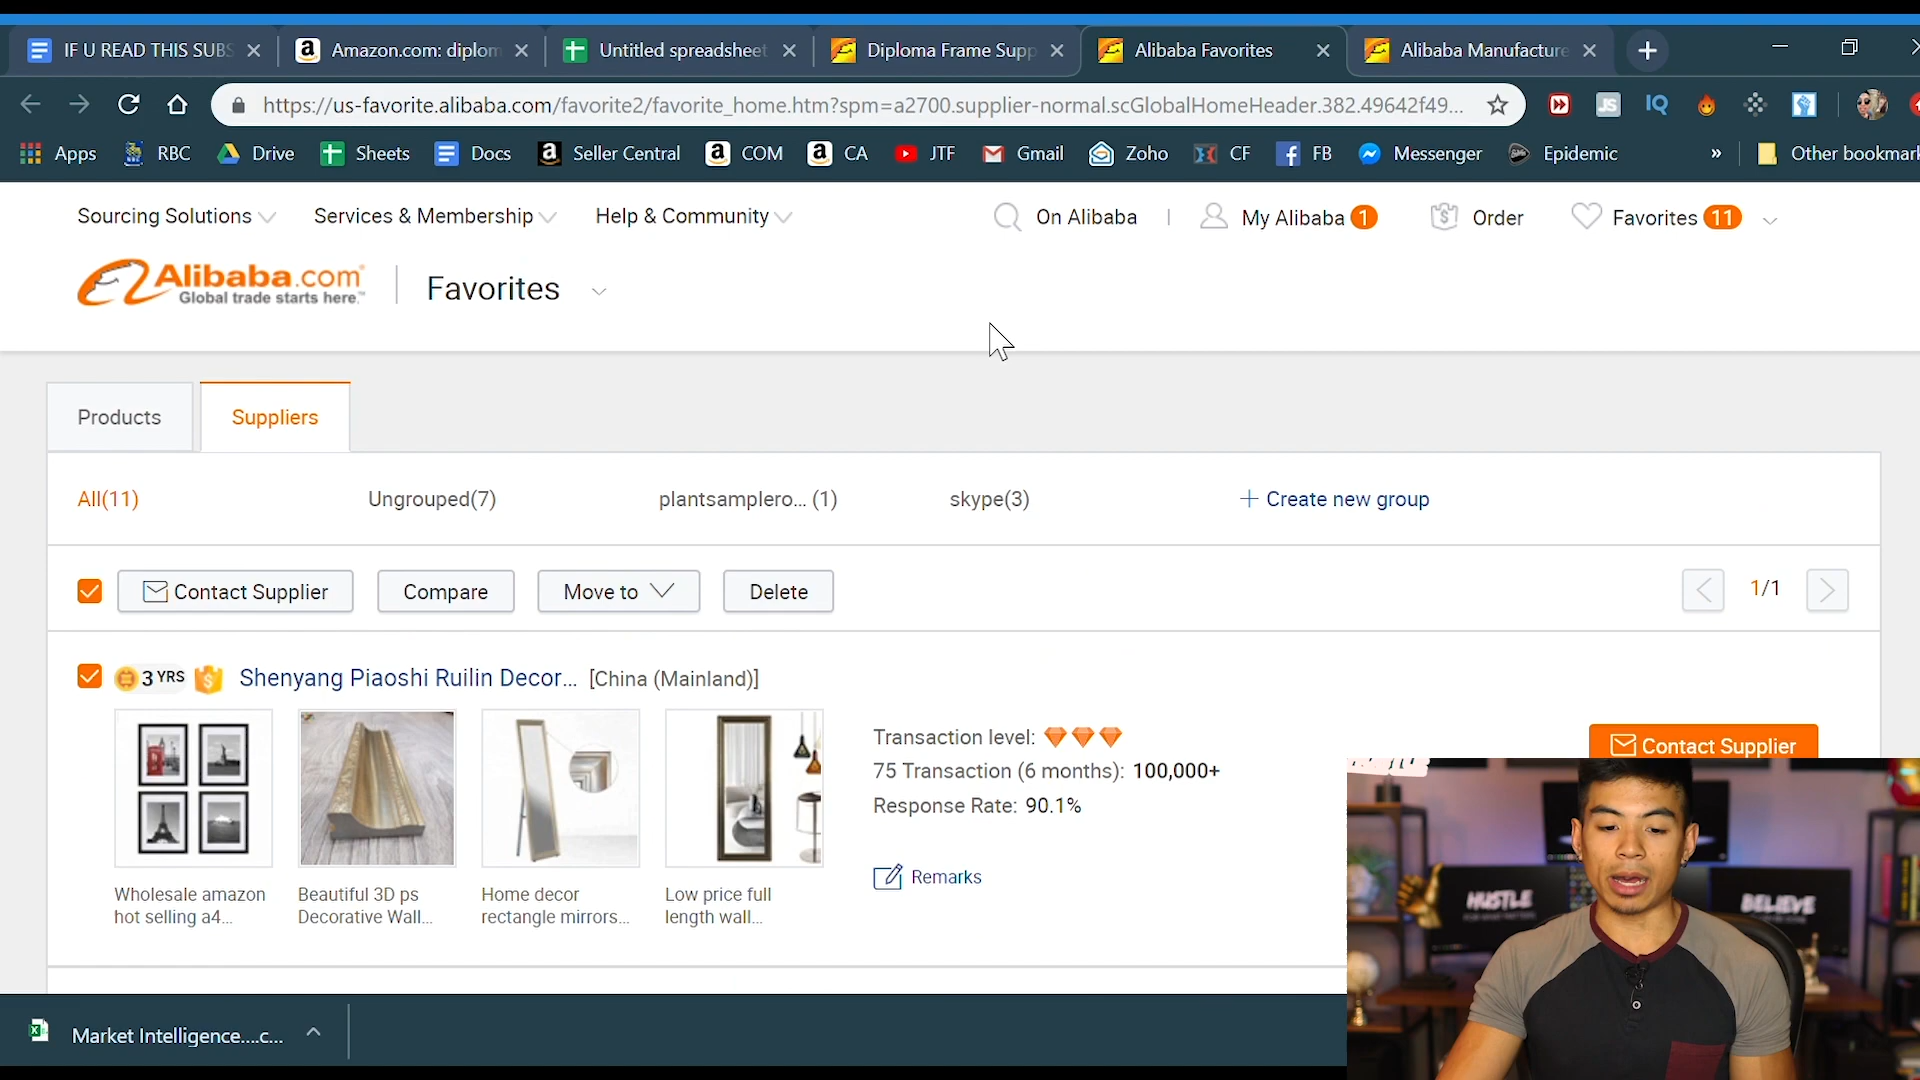 IF U READ THIS SUBS
Amazon.com: diplom
Untitled spreadsheet
Diploma Frame Supp
Alibaba Favorites
Alibaba Manufacture
https://us-favorite.alibaba.com/favorite2/favorite_home.htm?spm=a2700.supplier-normal.scGlobalHomeHeader.382.49642f49...
JS
IQ
Apps
RBC
Drive
Sheets
Docs
Seller Central
COM
CA
JTF
Gmail
Zoho
CF
FB
Messenger
Epidemic
»
Other bookmark
Sourcing Solutions
Services & Membership
Help & Community
On Alibaba
My Alibaba 1
Order
Favorites 11
Alibaba.com
Global trade starts here.™
Favorites
Products
Suppliers
All(11)
Ungrouped(7)
plantsamplero... (1)
skype(3)
+ Create new group
Contact Supplier
Compare
Move to
Delete
1/1
3 YRS
Shenyang Piaoshi Ruilin Decor... [China (Mainland)]
Transaction level:
75 Transaction (6 months): 100,000+
Response Rate: 90.1%
Remarks
Contact Supplier
Wholesale amazon
hot selling a4...
Beautiful 3D ps
Decorative Wall...
Home decor
rectangle mirrors...
Low price full
length wall...
HUSTLE
BELIEVE
Market Intelligence....c...